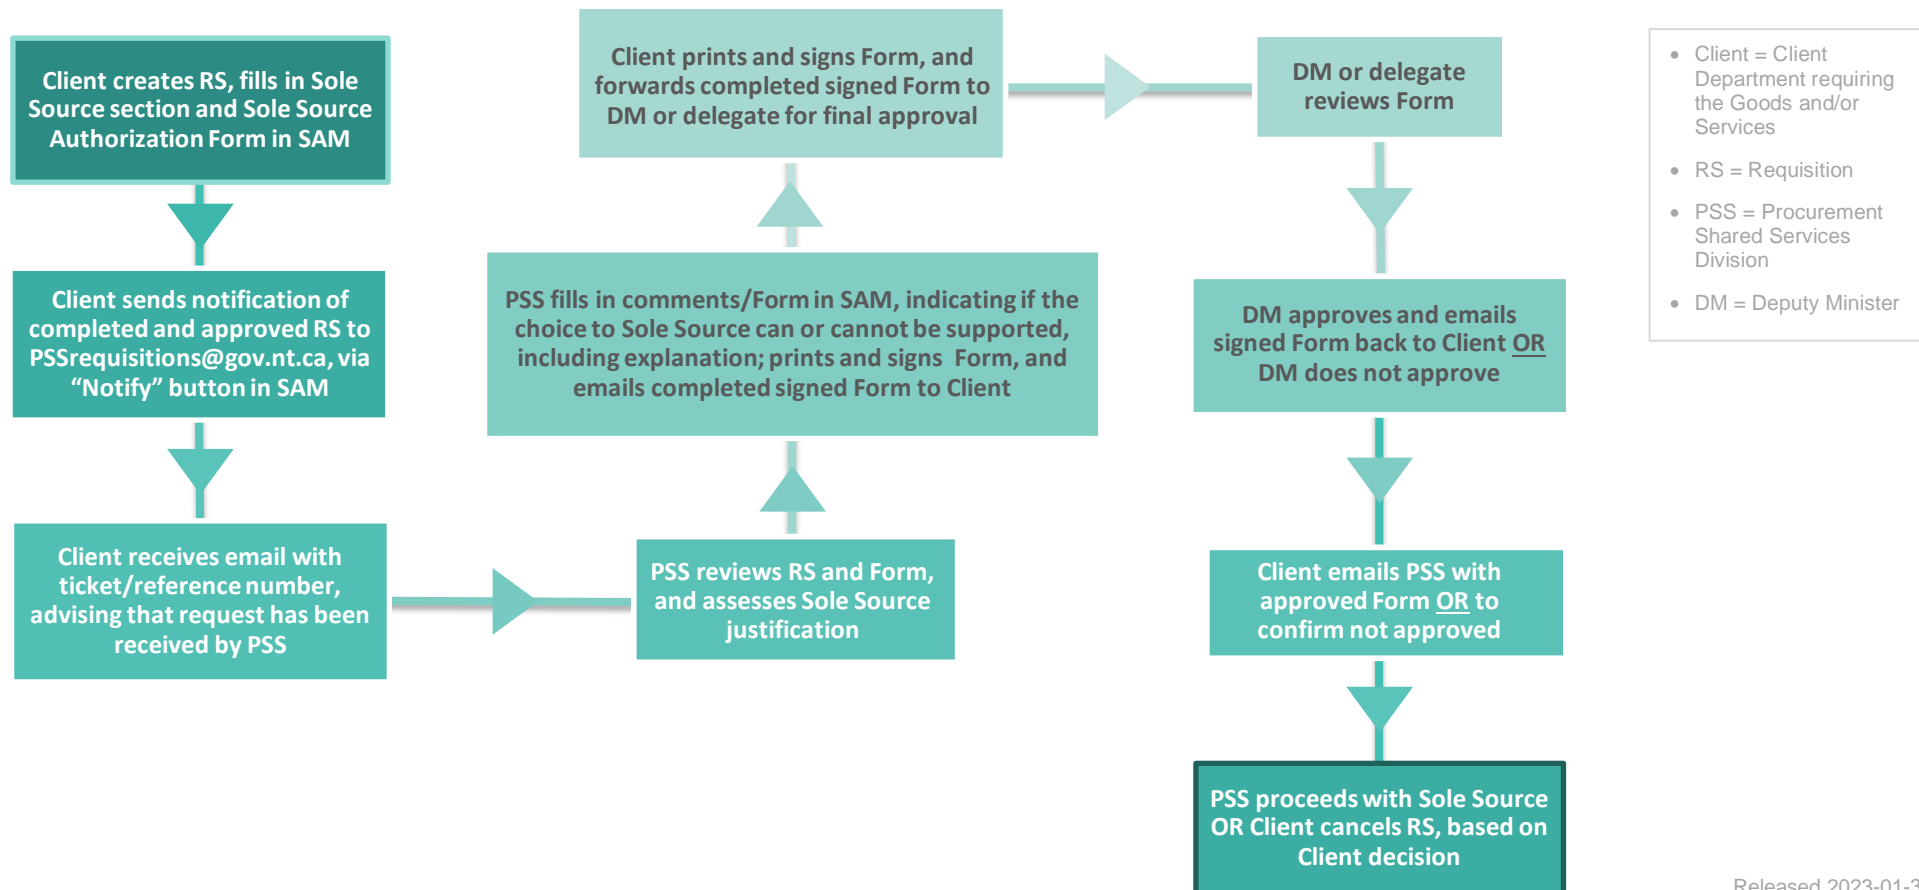 Client creates RS, fills in Sole
Source section and Sole Source
Authorization Form in SAM
Client sends notification of
completed and approved RS to
PSSrequisitions@gov.nt.ca, via
“Notify” button in SAM
Client receives email with
ticket/reference number,
advising that request has been
received by PSS
PSS reviews RS and Form,
and assesses Sole Source
justification
PSS fills in comments/Form in SAM, indicating if the
choice to Sole Source can or cannot be supported,
including explanation; prints and signs Form, and
emails completed signed Form to Client
Client prints and signs Form, and
forwards completed signed Form to
DM or delegate for final approval
DM or delegate
reviews Form
DM approves and emails
signed Form back to Client OR
DM does not approve
Client emails PSS with
approved Form OR to
confirm not approved
PSS proceeds with Sole Source
OR Client cancels RS, based on
Client decision
• Client = Client
Department requiring
the Goods and/or
Services
• RS = Requisition
• PSS = Procurement
Shared Services
Division
• DM = Deputy Minister
Released 2023-01-3